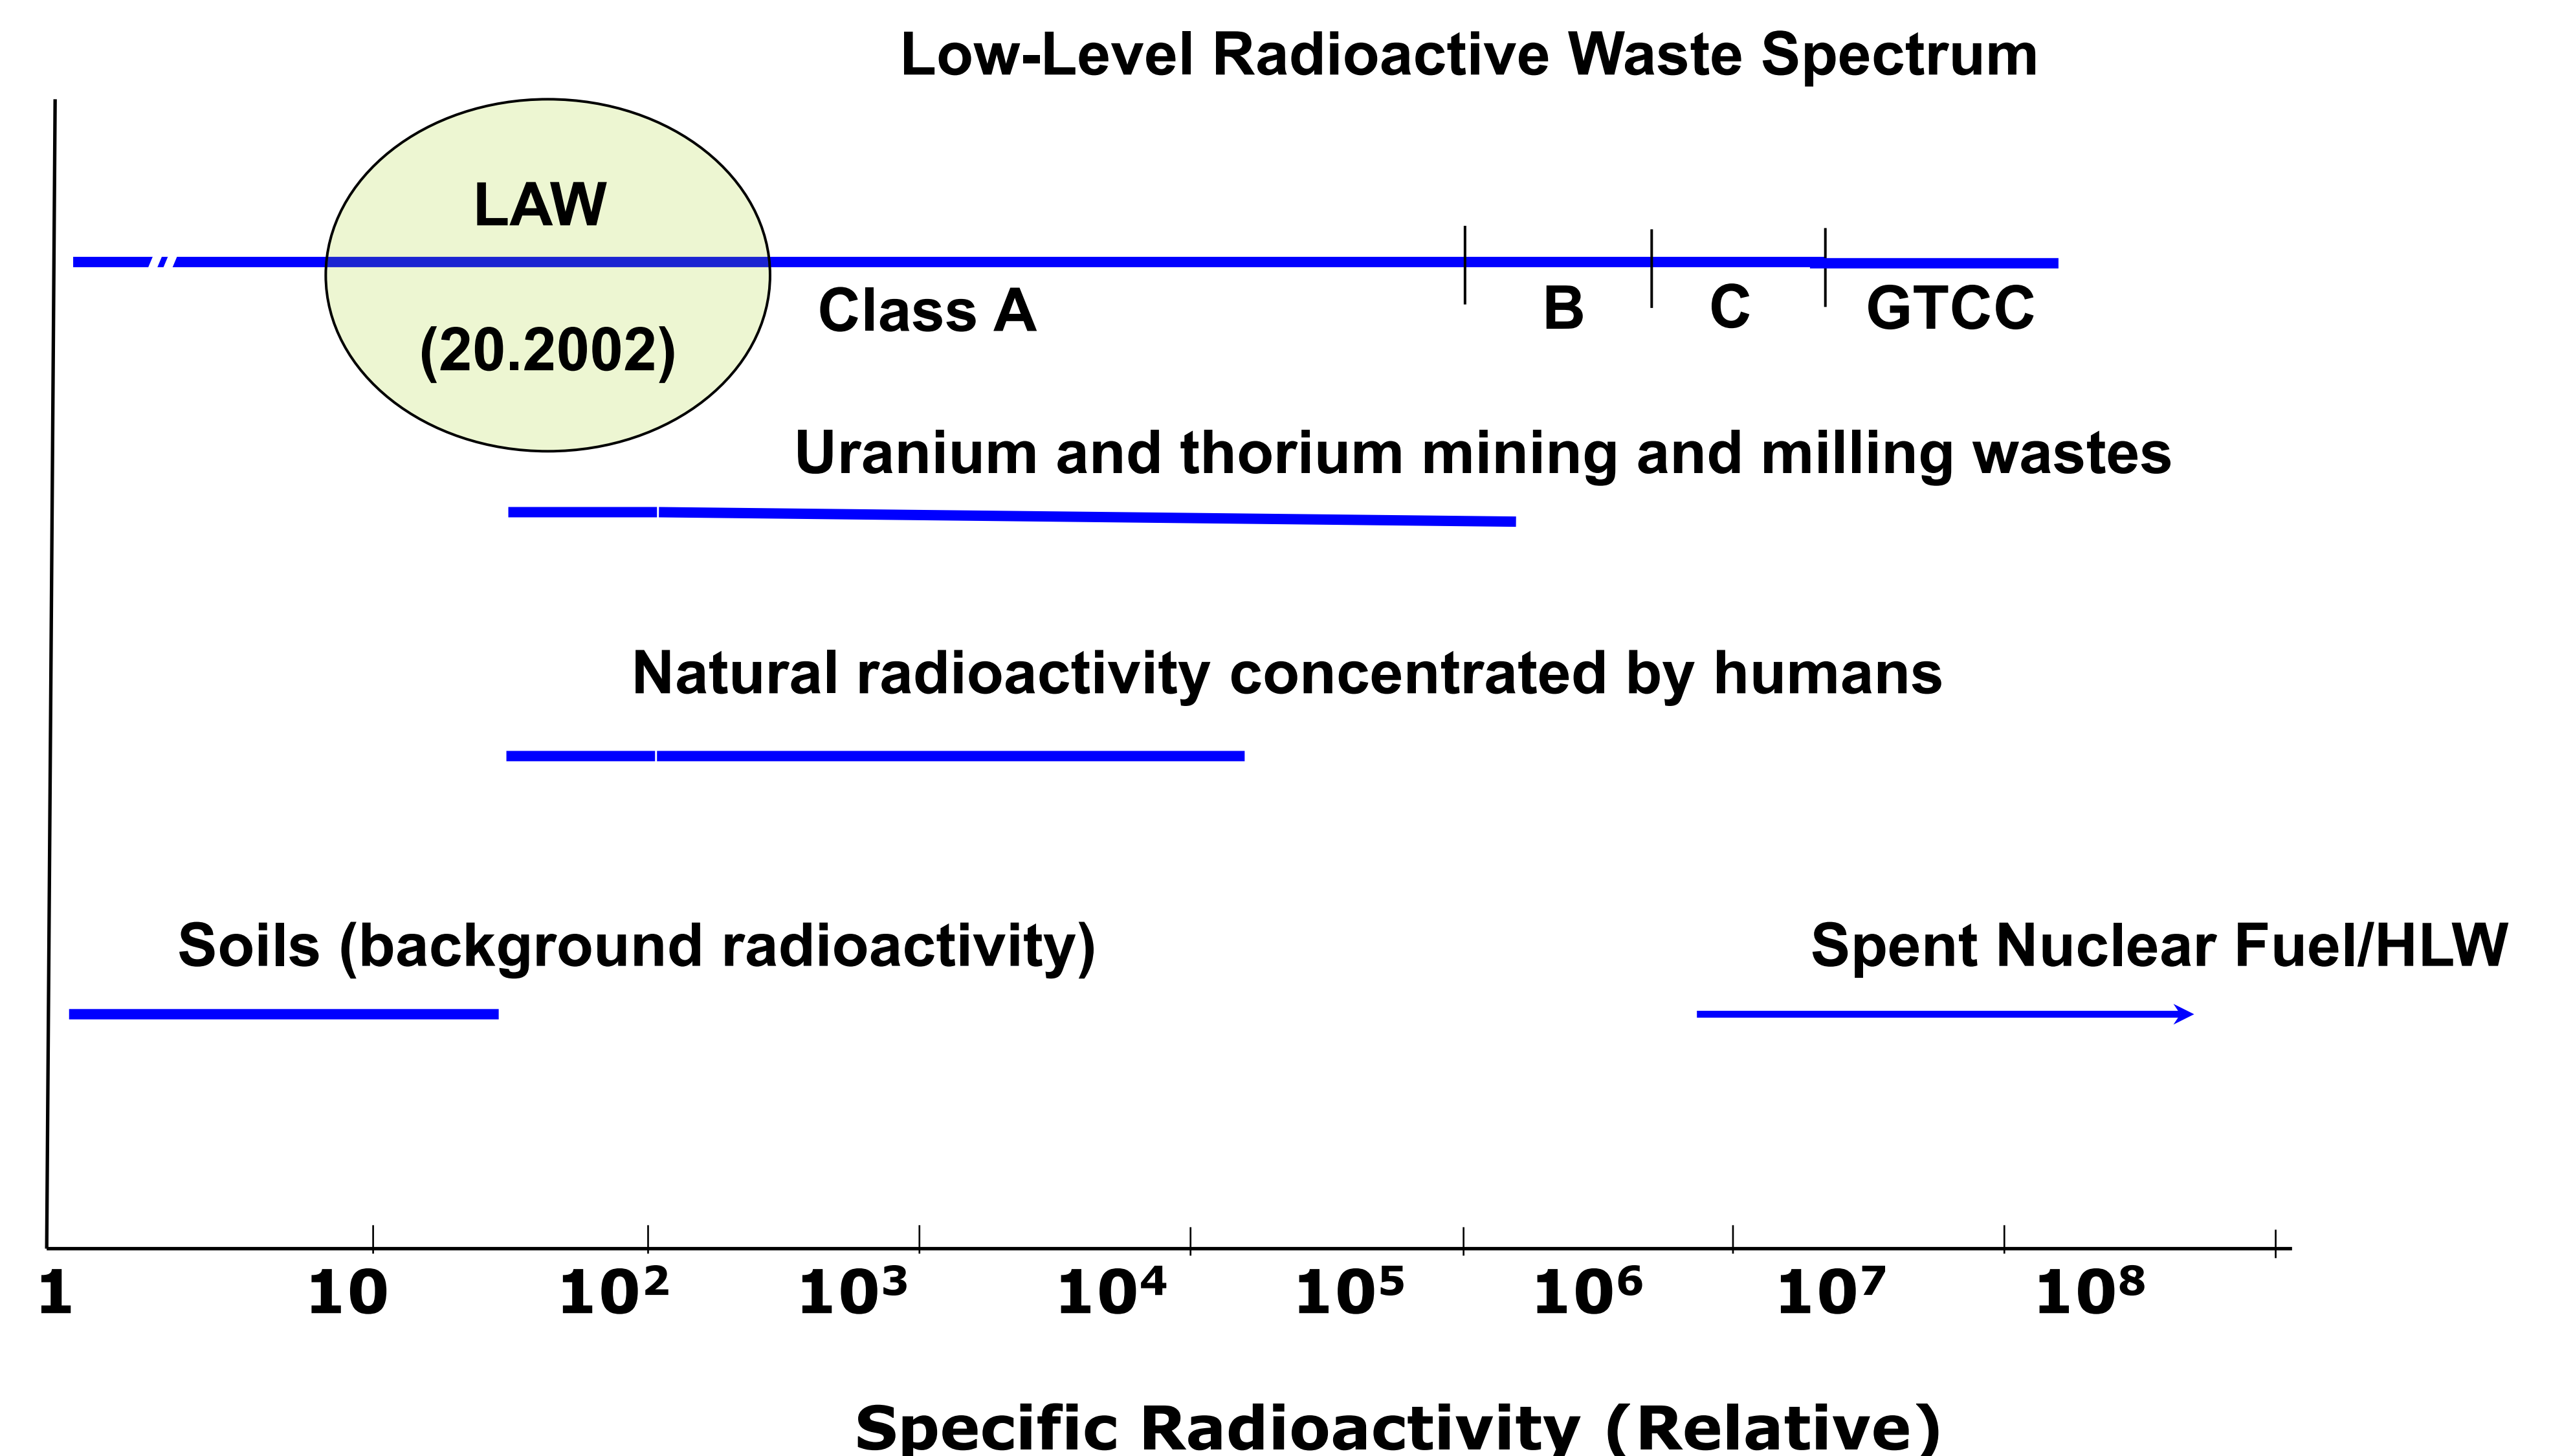 Low-Level Radioactive Waste Spectrum
LAW
(20.2002)
Class A
B
C
GTCC
Uranium and thorium mining and milling wastes
Natural radioactivity concentrated by humans
Soils (background radioactivity)
Spent Nuclear Fuel/HLW
1 10 10² 10³ 10⁴ 10⁵ 10⁶ 10⁷ 10⁸
Specific Radioactivity (Relative)